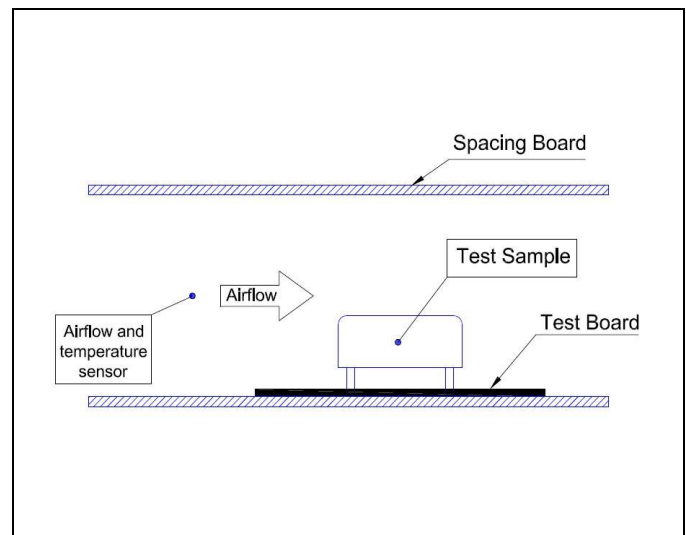 Spacing Board
Test Sample
Airflow
Test Board
Airflow and
temperature
sensor